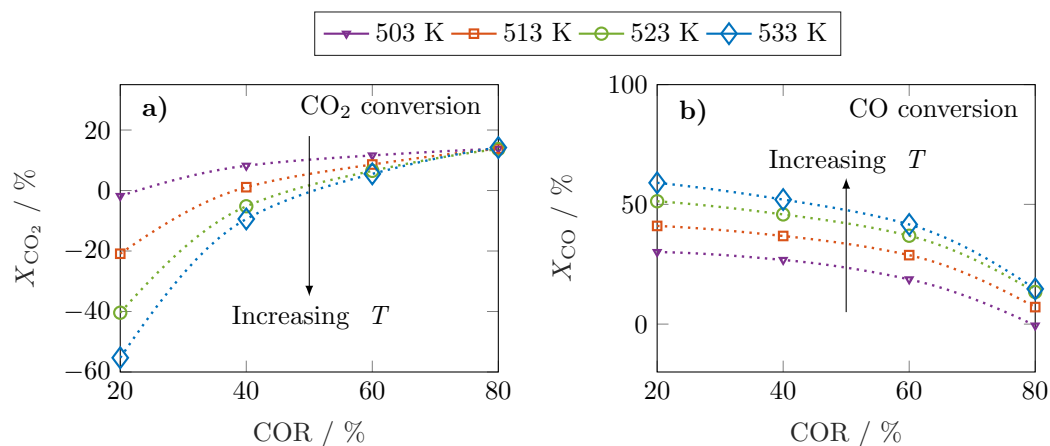 503 K 513 K 523 K 533 K
a) CO₂ conversion
20
0
−20
−40
−60
X_CO₂ / %
Increasing T
20 40 60 80
COR / %
b) CO conversion
100
50
0
X_CO / %
Increasing T
20 40 60 80
COR / %